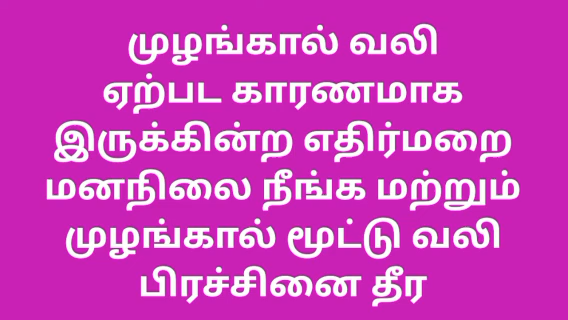 முழங்கால் வலி
ஏற்பட காரணமாக
இருக்கின்ற எதிர்மறை
மனநிலை நீங்க மற்றும்
முழங்கால் மூட்டு வலி
பிரச்சினை தீர